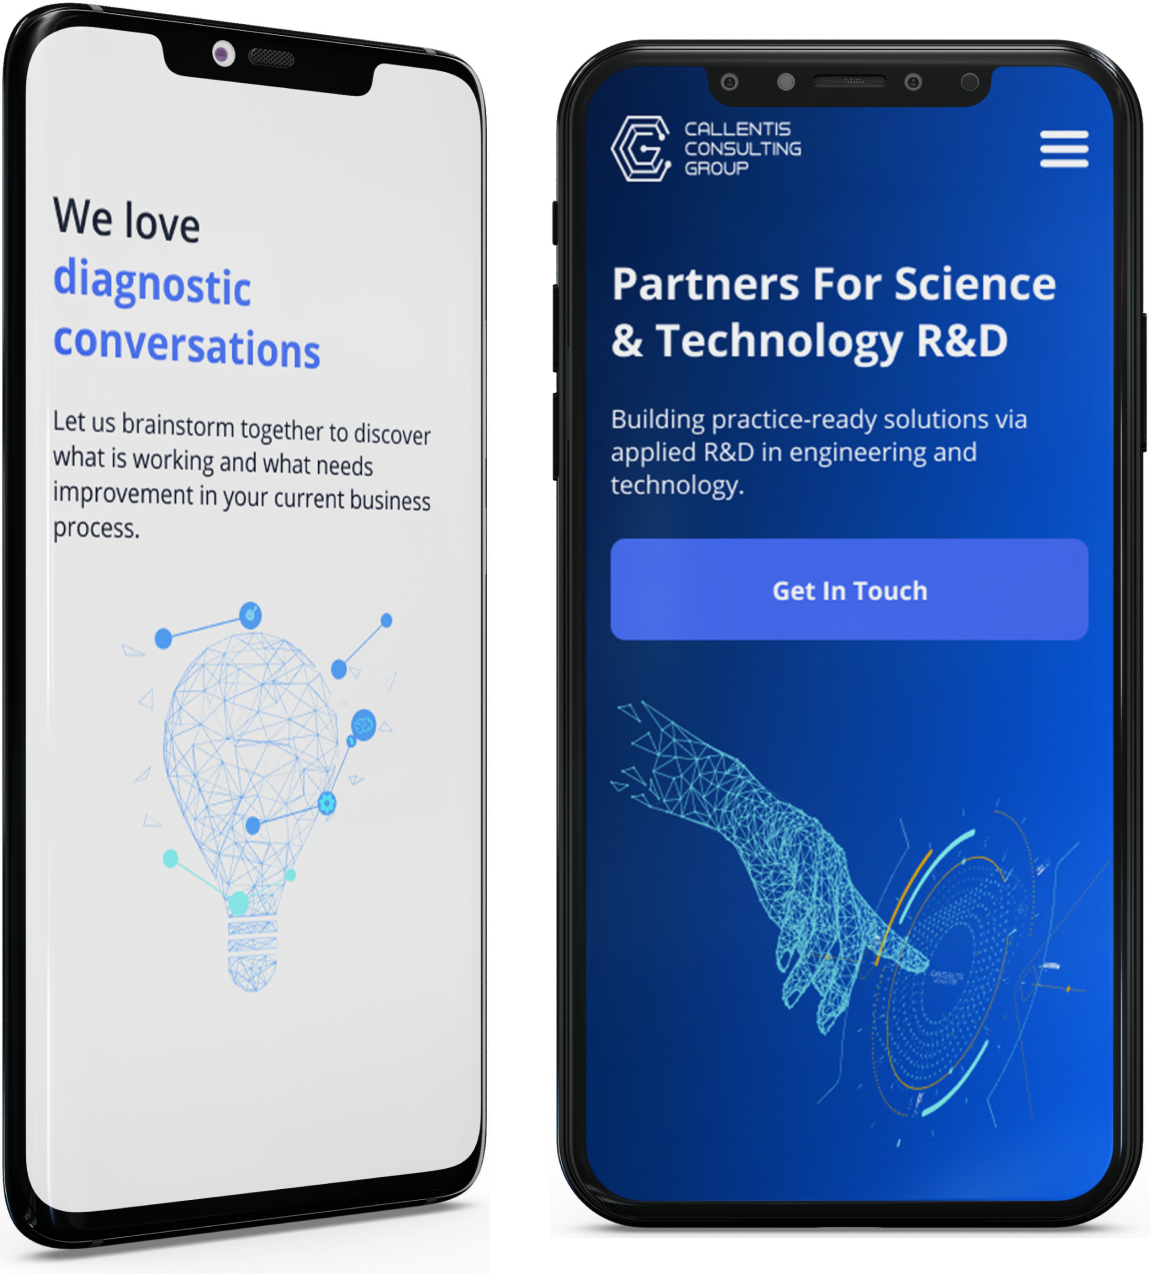 We love
diagnostic
conversations
Let us brainstorm together to discover
what is working and what needs
improvement in your current business
process.
CALLENTIS
CONSULTING
GROUP
Partners For Science
& Technology R&D
Building practice-ready solutions via
applied R&D in engineering and
technology.
Get In Touch